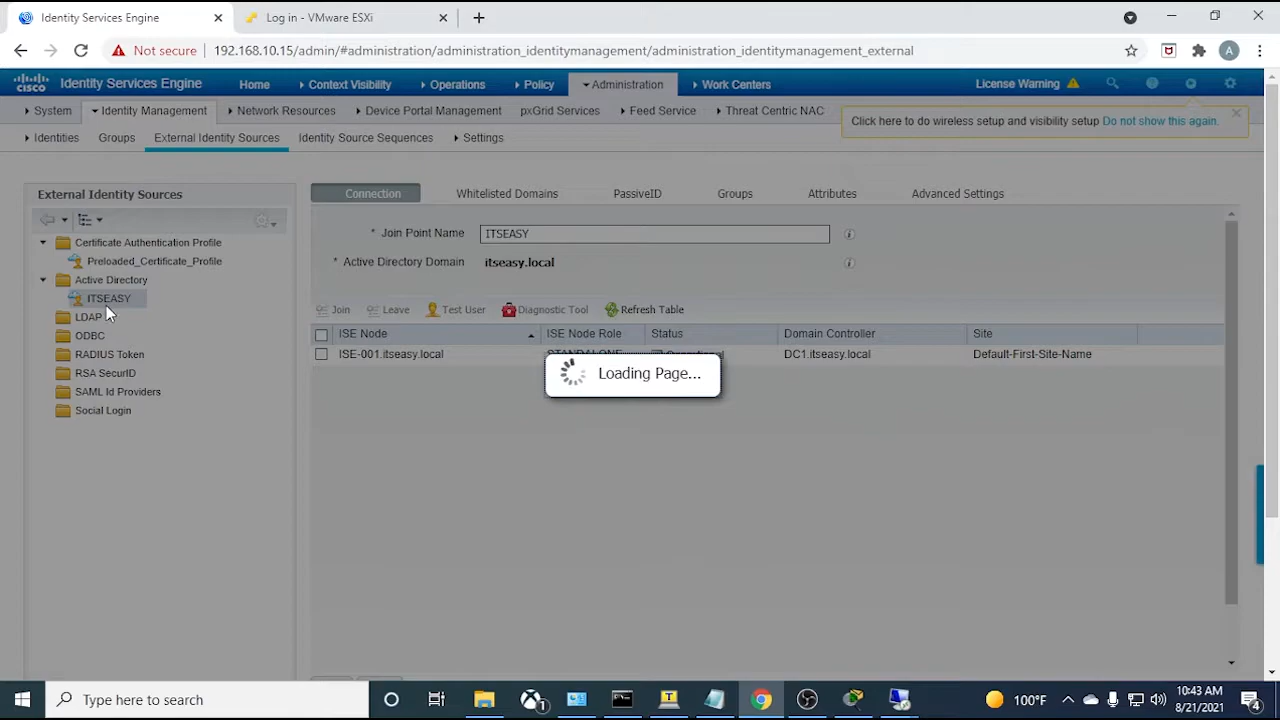 Identity Services Engine
Log in - VMware ESXi
Not secure
192.168.10.15/admin/#administration/administration_identitymanagement/administration_identitymanagement_external
A
cisco Identity Services Engine
Home
Context Visibility
Operations
Policy
Administration
Work Centers
License Warning
System
Identity Management
Network Resources
Device Portal Management
pxGrid Services
Feed Service
Threat Centric NAC
Click here to do wireless setup and visibility setup Do not show this again.
Identities
Groups
External Identity Sources
Identity Source Sequences
Settings
External Identity Sources
Certificate Authentication Profile
Preloaded_Certificate_Profile
Active Directory
ITSEASY
LDAP
ODBC
RADIUS Token
RSA SecurID
SAML Id Providers
Social Login
Connection
Whitelisted Domains
PassiveID
Groups
Attributes
Advanced Settings
* Join Point Name ITSEASY
* Active Directory Domain itseasy.local
Join
Leave
Test User
Diagnostic Tool
Refresh Table
ISE Node
ISE Node Role
Status
Domain Controller
Site
ISE-001.itseasy.local
STANDALONE
Operational
DC1.itseasy.local
Default-First-Site-Name
Loading Page...
Type here to search
1
100°F
10:43 AM
8/21/2021
4